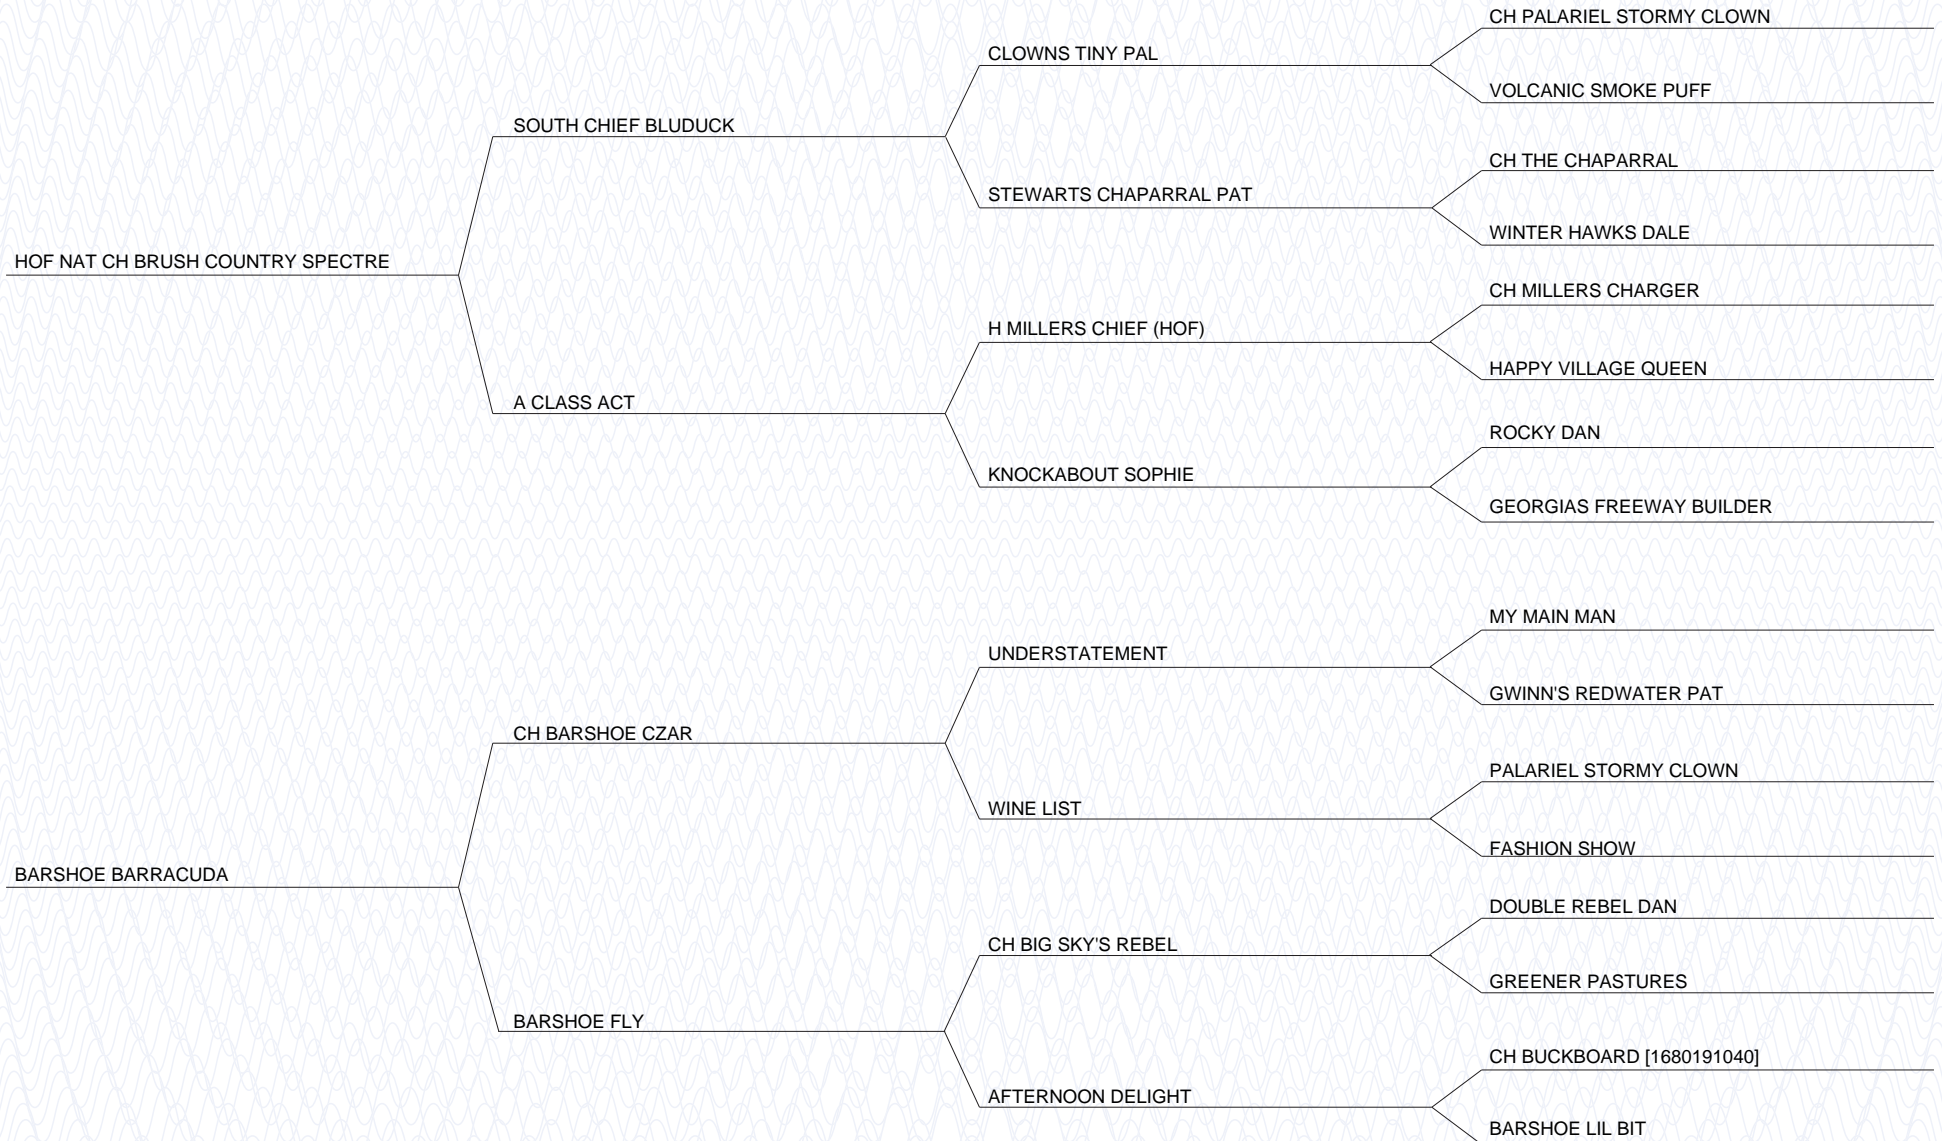 CH PALARIEL STORMY CLOWN
CLOWNS TINY PAL
VOLCANIC SMOKE PUFF
SOUTH CHIEF BLUDUCK
CH THE CHAPARRAL
STEWARTS CHAPARRAL PAT
WINTER HAWKS DALE
HOF NAT CH BRUSH COUNTRY SPECTRE
CH MILLERS CHARGER
H MILLERS CHIEF (HOF)
HAPPY VILLAGE QUEEN
A CLASS ACT
ROCKY DAN
KNOCKABOUT SOPHIE
GEORGIAS FREEWAY BUILDER
MY MAIN MAN
UNDERSTATEMENT
GWINN'S REDWATER PAT
CH BARSHOE CZAR
PALARIEL STORMY CLOWN
WINE LIST
FASHION SHOW
BARSHOE BARRACUDA
DOUBLE REBEL DAN
CH BIG SKY'S REBEL
GREENER PASTURES
BARSHOE FLY
CH BUCKBOARD [1680191040]
AFTERNOON DELIGHT
BARSHOE LIL BIT